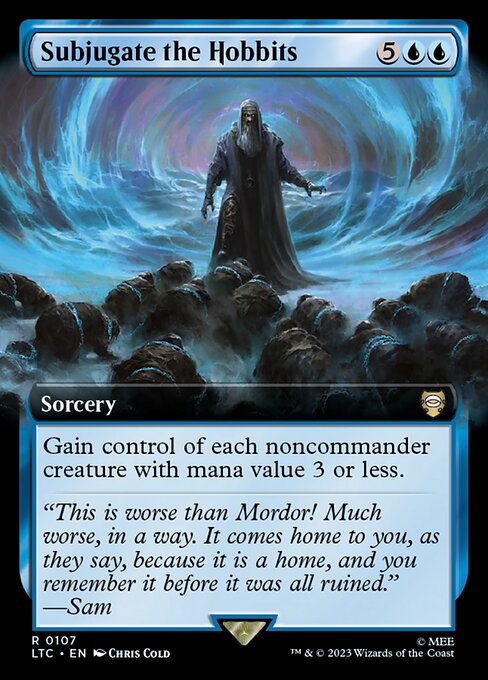 Subjugate the Hobbits 5
Sorcery
Gain control of each noncommander
creature with mana value 3 or less.
“This is worse than Mordor! Much
worse, in a way. It comes home to you, as
they say, because it is a home, and you
remember it before it was all ruined.”
—Sam
R 0107
LTC • EN Chris Cold
© MEE
™ & © 2023 Wizards of the Coast